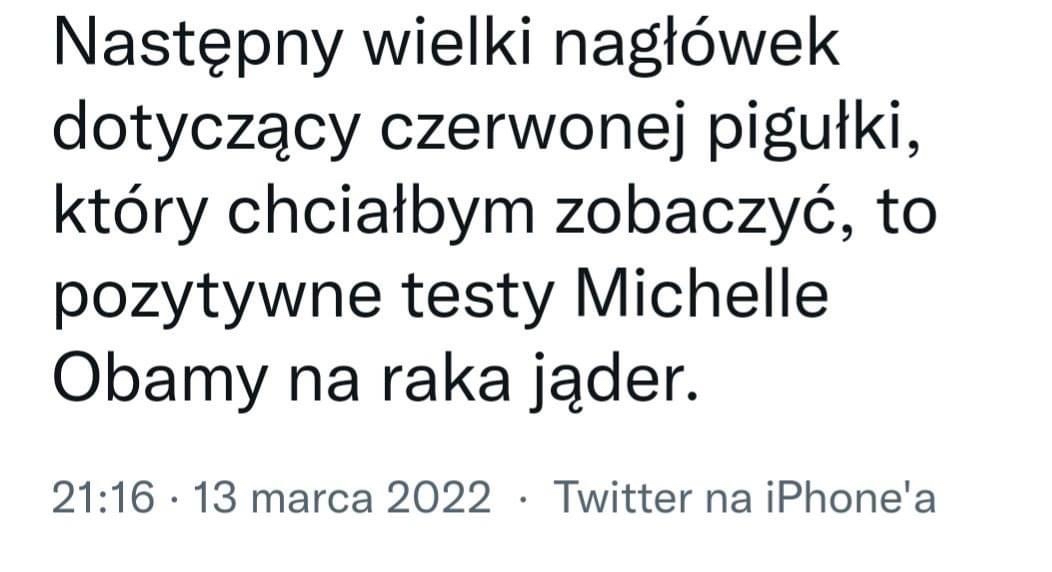 Następny wielki nagłówek
dotyczący czerwonej pigułki,
który chciałbym zobaczyć, to
pozytywne testy Michelle
Obamy na raka jąder.
21:16 · 13 marca 2022 · Twitter na iPhone'a